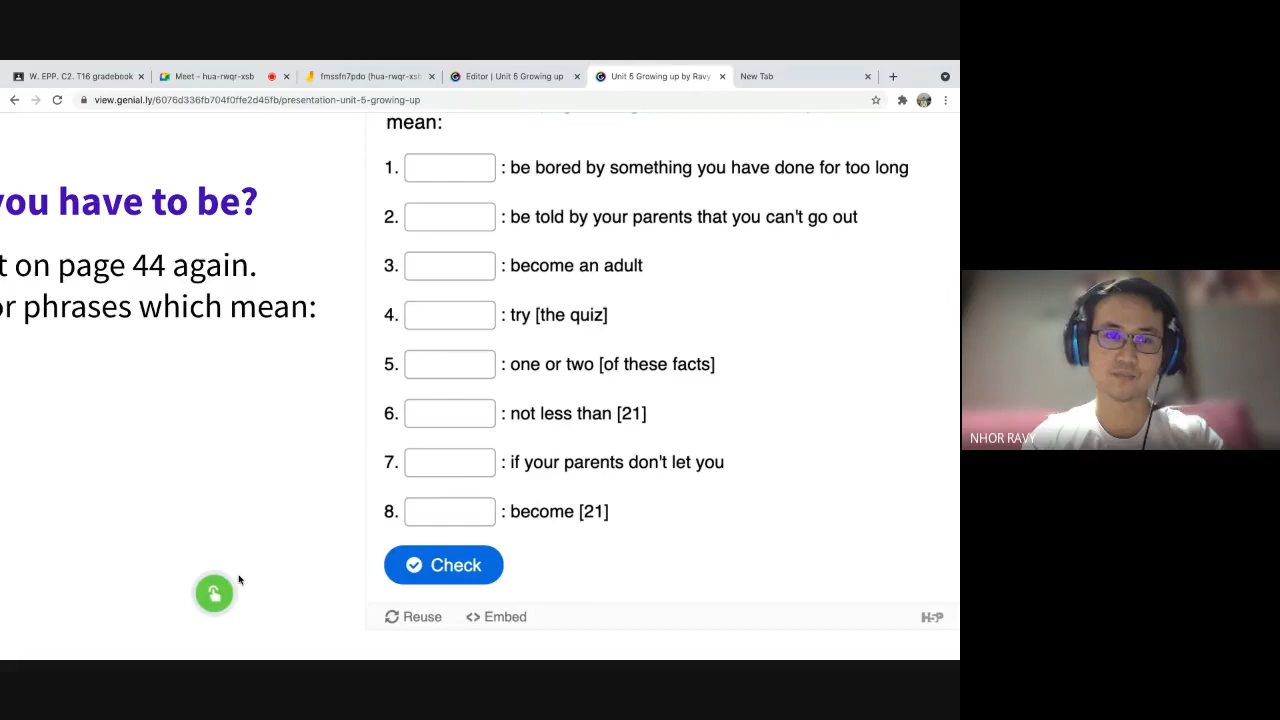 W. EPP. C2. T16 gradebook
Meet - hua-rwqr-xsb
fmssfn7pdo (hua-rwqr-xsb
Editor | Unit 5 Growing up
Unit 5 Growing up by Ravy
New Tab
view.genial.ly/6076d336fb704f0ffe2d45fb/presentation-unit-5-growing-up
you have to be?
t on page 44 again.
or phrases which mean:
mean:
1. : be bored by something you have done for too long
2. : be told by your parents that you can't go out
3. : become an adult
4. : try [the quiz]
5. : one or two [of these facts]
6. : not less than [21]
7. : if your parents don't let you
8. : become [21]
Check
Reuse
<> Embed
H5P
NHOR RAVY